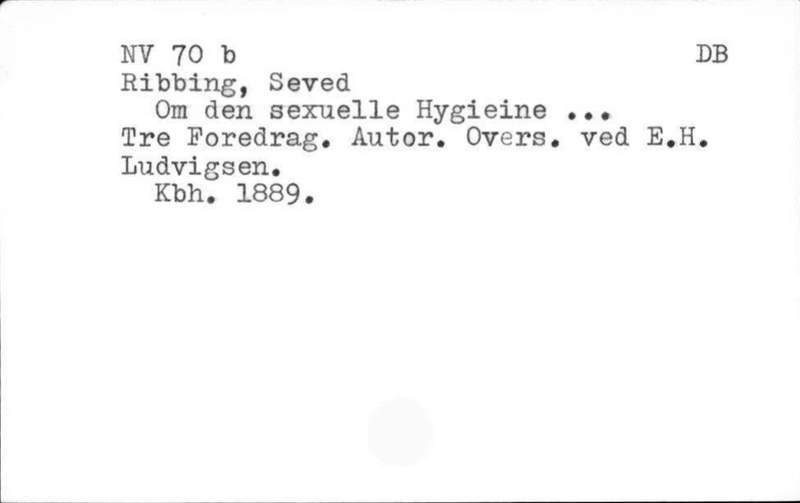 NV 70 b DB
Ribbing, Seved
Om den sexuelle Hygieine ...
Tre Foredrag. Autor. Overs. ved E.H.
Ludvigsen.
Kbh. 1889.